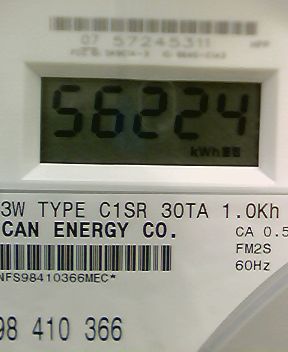 07 57245311
56224
kWh
3W TYPE C1SR 30TA 1.0Kh
CAN ENERGY CO.
CA 0.5
FM2S
60Hz
NFS98410366MEC*
98 410 366